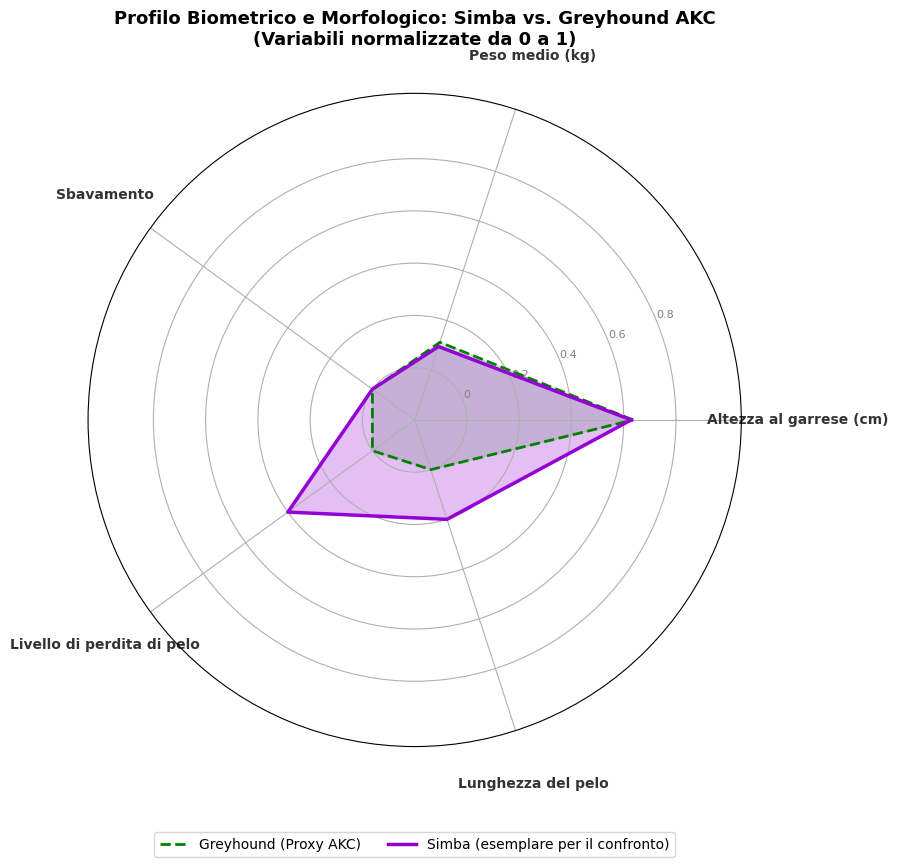 Profilo Biometrico e Morfologico: Simba vs. Greyhound AKC
(Variabili normalizzate da 0 a 1)
Peso medio (kg)
Sbavamento
0.8
0.6
0.4
0.2
0
Altezza al garrese (cm)
Livello di perdita di pelo
Lunghezza del pelo
Greyhound (Proxy AKC)
Simba (esemplare per il confronto)